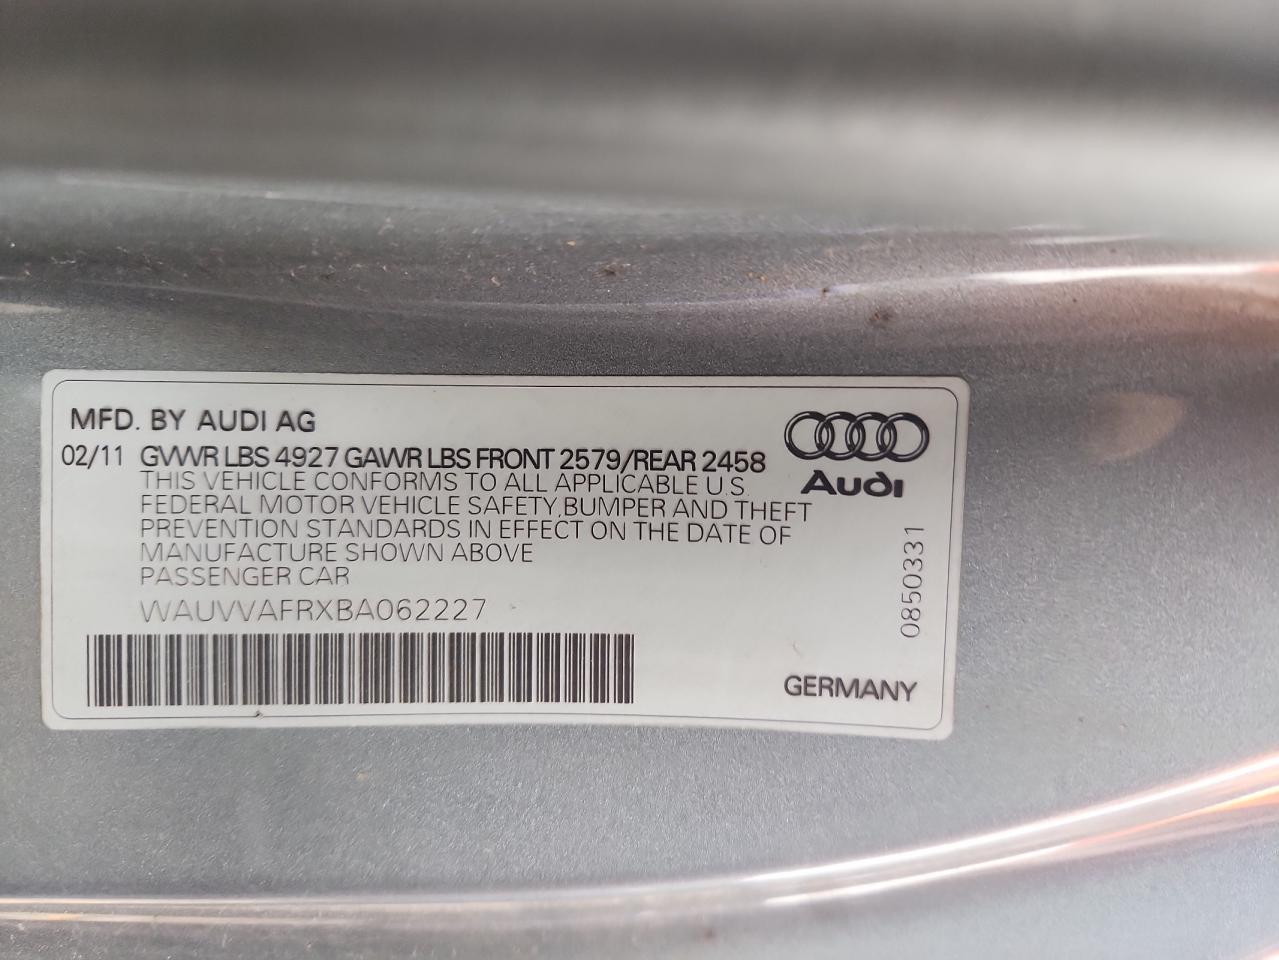 MFD. BY AUDI AG
02/11 GVWR LBS 4927 GAWR LBS FRONT 2579/REAR 2458
THIS VEHICLE CONFORMS TO ALL APPLICABLE U.S.
FEDERAL MOTOR VEHICLE SAFETY,BUMPER AND THEFT
PREVENTION STANDARDS IN EFFECT ON THE DATE OF
MANUFACTURE SHOWN ABOVE
PASSENGER CAR
WAUVVAFRXBA062227
Audi
0850331
GERMANY